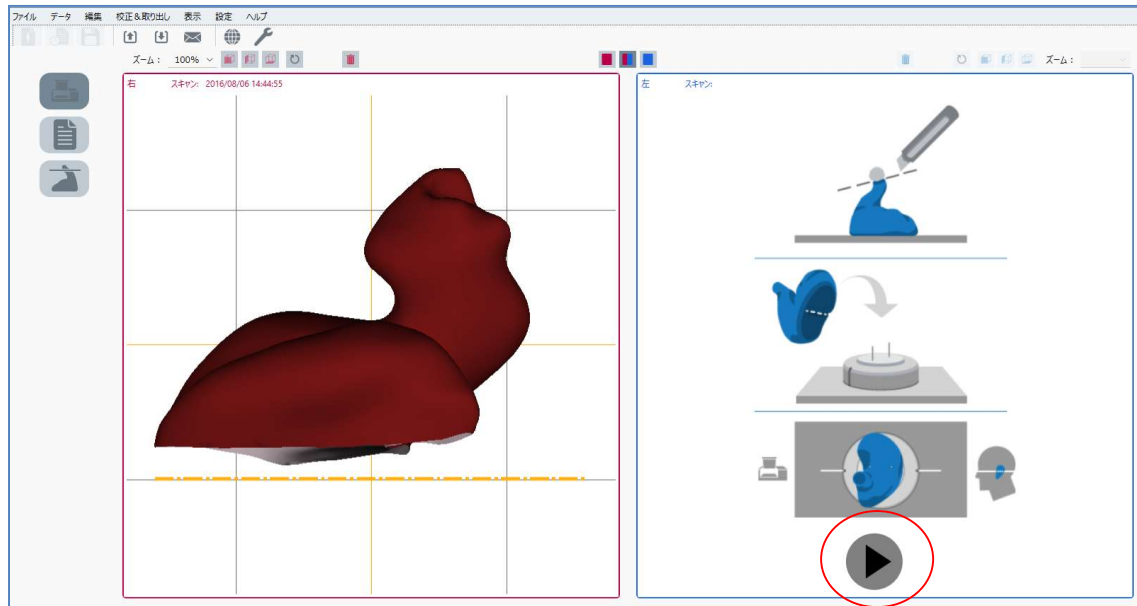 ファイル データ 編集 校正＆取り出し 表示 設定 ヘルプ
ズーム： 100%
ズーム：
右 スキャン: 2016/08/06 14:44:55
左 スキャン: